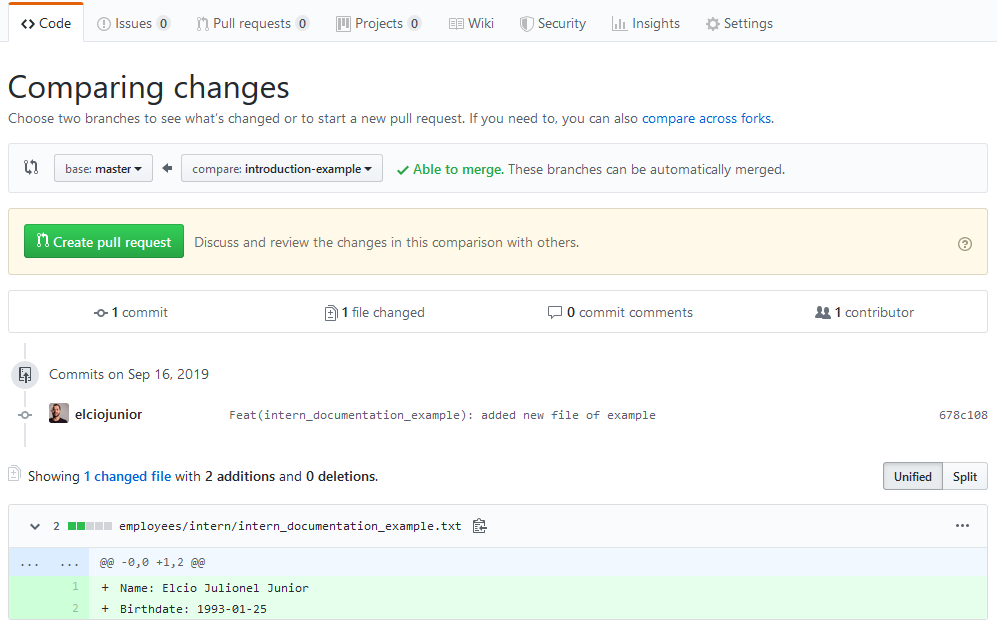 Code Issues 0 Pull requests 0 Projects 0 Wiki Security Insights Settings
Comparing changes
Choose two branches to see what's changed or to start a new pull request. If you need to, you can also compare across forks.
base: master compare: introduction-example Able to merge. These branches can be automatically merged.
Create pull request Discuss and review the changes in this comparison with others.
1 commit 1 file changed 0 commit comments 1 contributor
Commits on Sep 16, 2019
elciojunior Feat(intern_documentation_example): added new file of example 678c108
Showing 1 changed file with 2 additions and 0 deletions. Unified Split
2 employees/intern/intern_documentation_example.txt ...
... ... @@ -0,0 +1,2 @@
1 + Name: Elcio Julionel Junior
2 + Birthdate: 1993-01-25